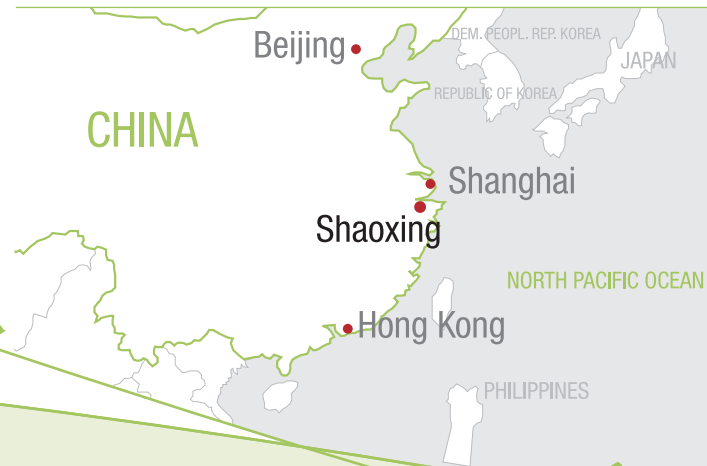 DEM. PEOPL. REP. KOREA
Beijing
JAPAN
REPUBLIC OF KOREA
CHINA
Shanghai
Shaoxing
NORTH PACIFIC OCEAN
Hong Kong
PHILIPPINES